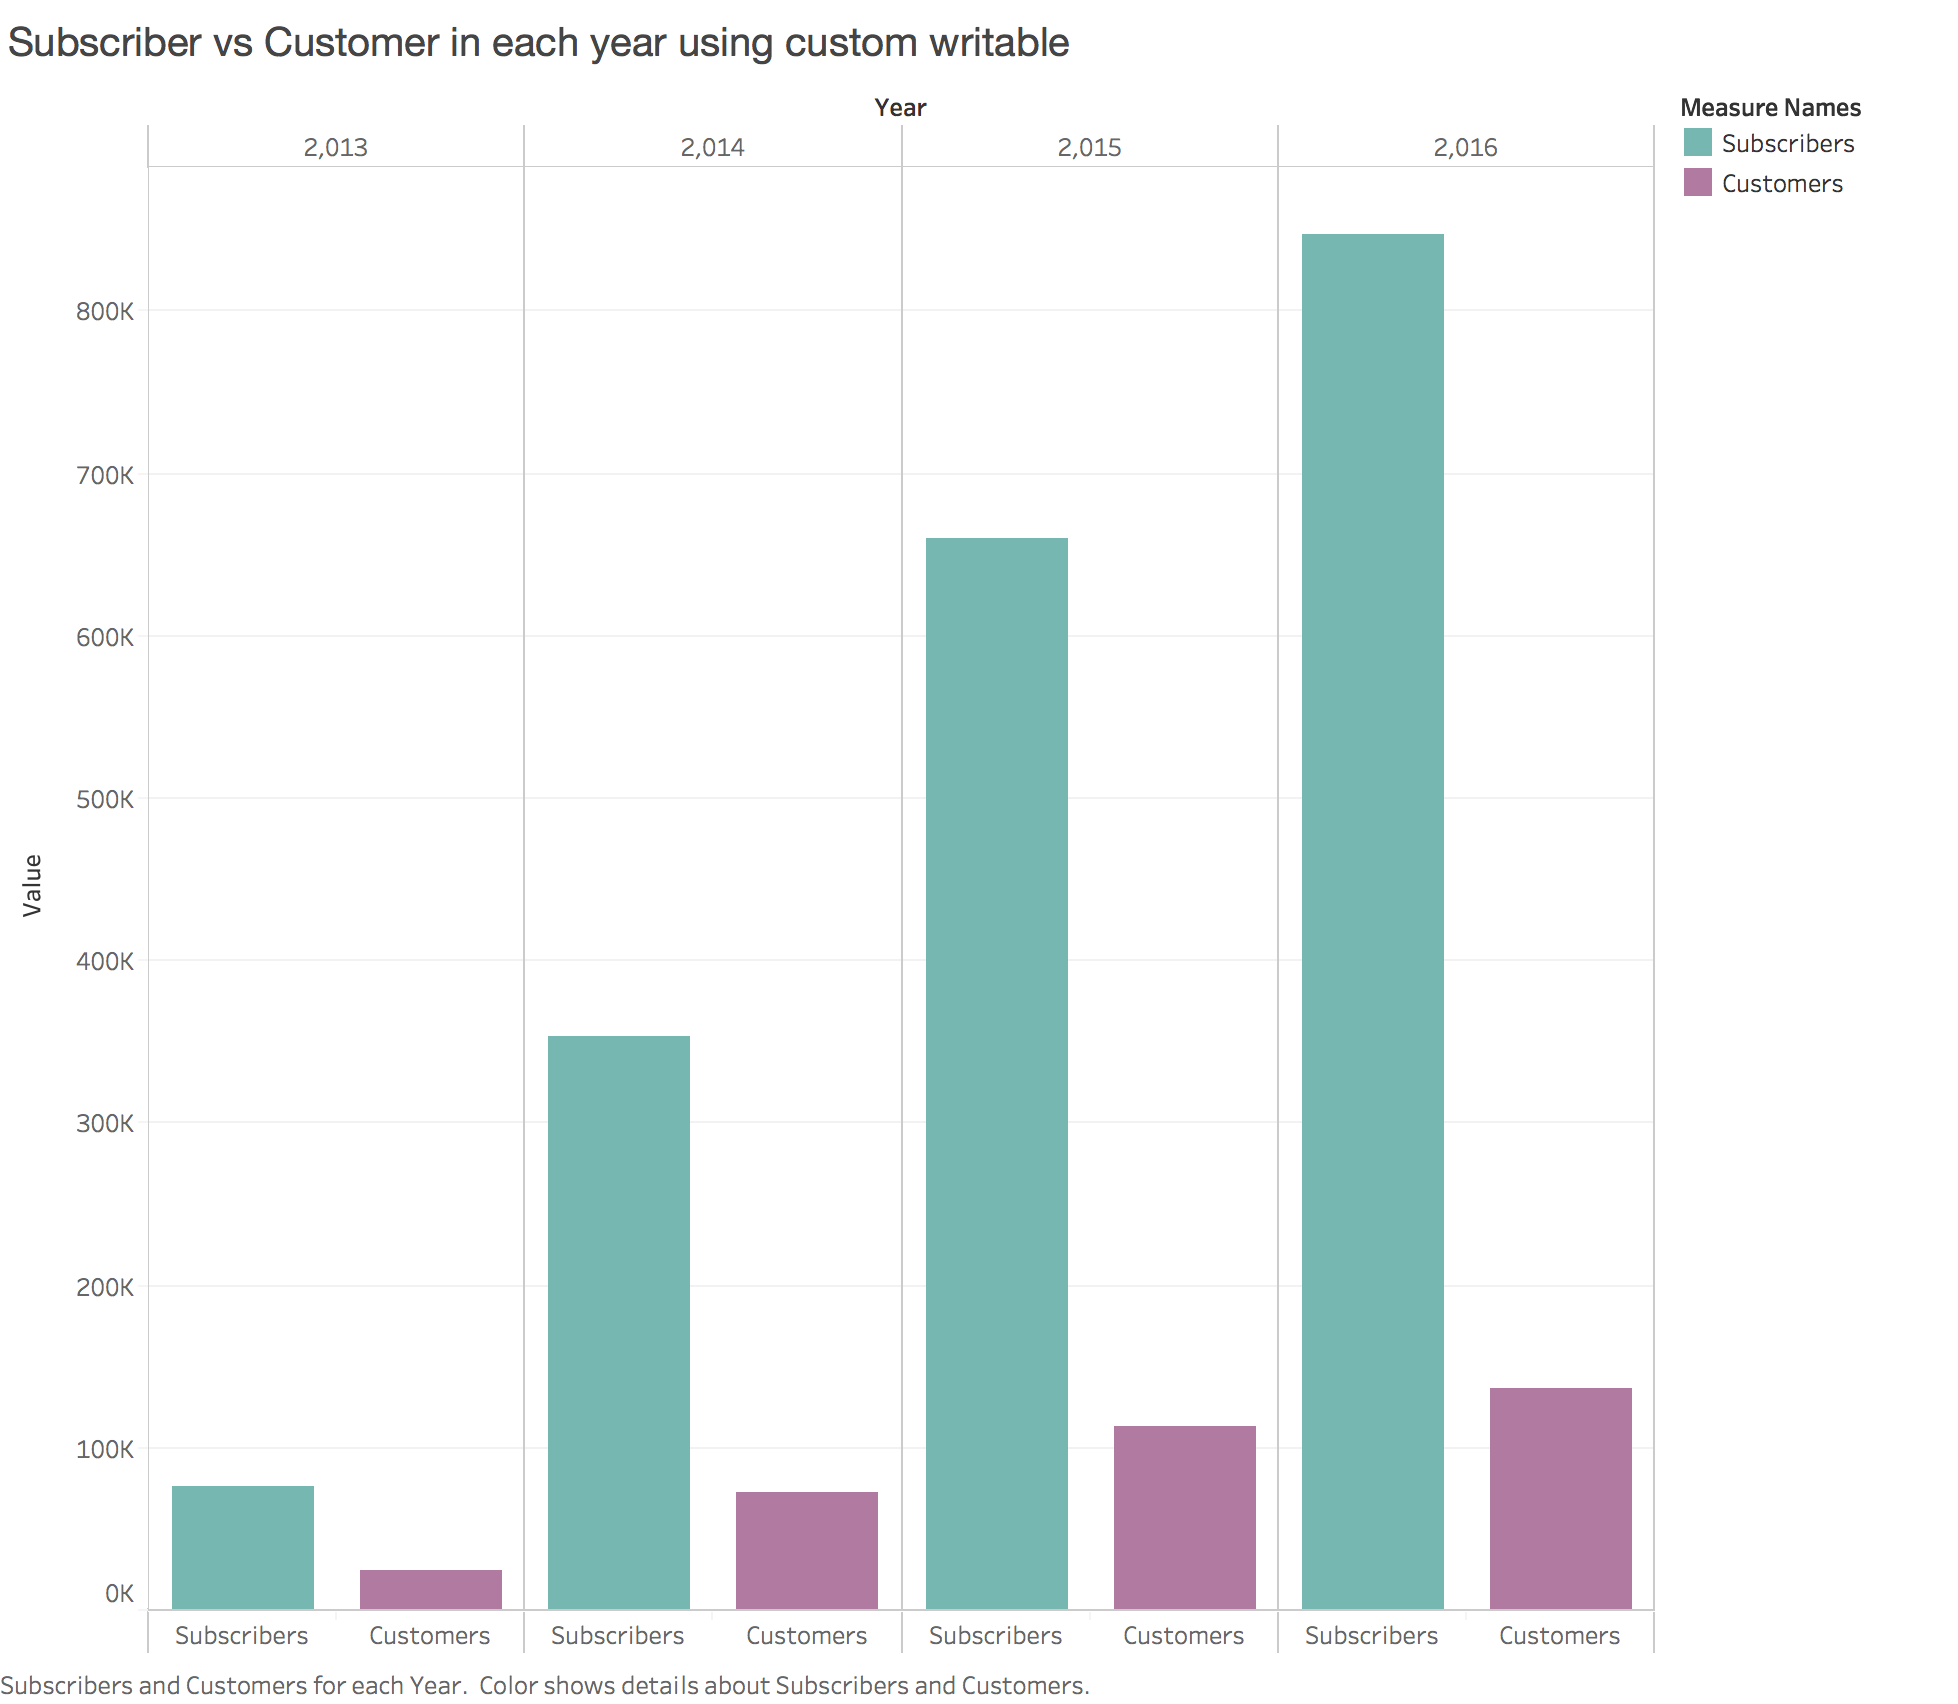 Subscriber vs Customer in each year using custom writable
Year
2,013 2,014 2,015 2,016
Measure Names
Subscribers
Customers
800K
700K
600K
500K
400K
300K
200K
100K
0K
Value
Subscribers Customers Subscribers Customers Subscribers Customers Subscribers Customers
Subscribers and Customers for each Year.  Color shows details about Subscribers and Customers.